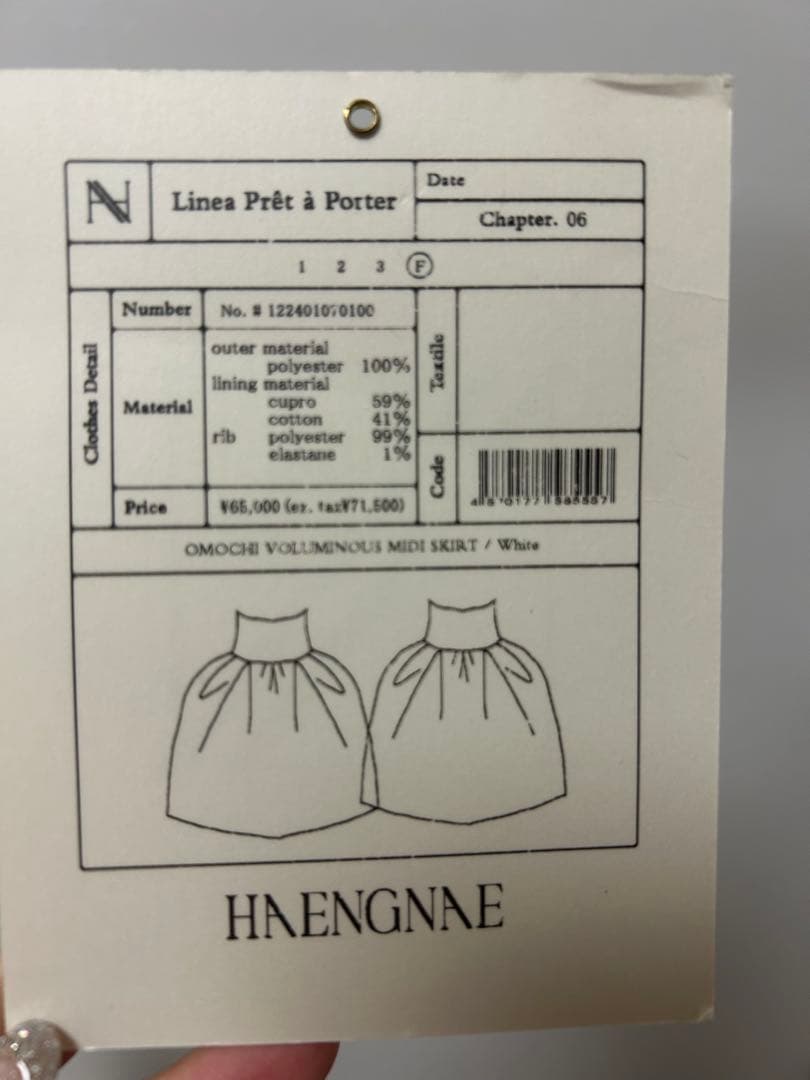 Linea Prêt à Porter
Date
Chapter. 06
1 2 3 F
Clothes Detail
Number
No. # 122401070100
Material
outer material
polyester 100%
lining material
cupro 59%
cotton 41%
rib polyester 99%
elastane 1%
Textile
Code
Price
¥65,000 (ex. tax¥71,500)
OMOCHI VOLUMINOUS MIDI SKIRT / White
HAENGNAE